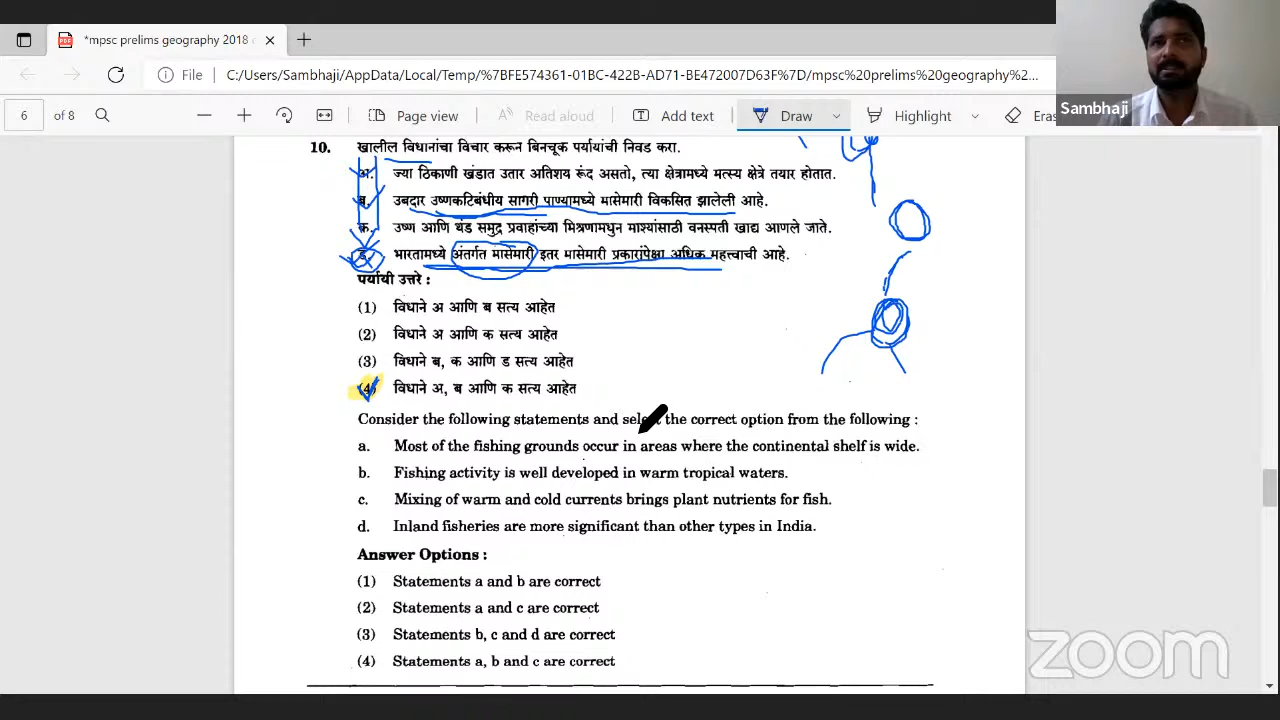 *mpsc prelims geography 2018
File
C:/Users/Sambhaji/AppData/Local/Temp/%7BFE574361-01BC-422B-AD71-BE472007D63F%7D/mpsc%20prelims%20geography%2...
6 of 8
Page view
Read aloud
Add text
Draw
Highlight
Eras
Sambhaji
10. खालील विधानांचा विचार करून बिनचूक पर्यायांची निवड करा.
अ. ज्या ठिकाणी खंडात उतार अतिशय रूंद असतो, त्या क्षेत्रामध्ये मत्स्य क्षेत्रे तयार होतात.
ब. उबदार उष्णकटिबंधीय सागरी पाण्यामध्ये मासेमारी विकसित झालेली आहे.
क. उष्ण आणि थंड समुद्र प्रवाहांच्या मिश्रणामधुन माश्यांसाठी वनस्पती खाद्य आणले जाते.
ड. भारतामध्ये अंतर्गत मासेमारी इतर मासेमारी प्रकारांपेक्षा अधिक महत्त्वाची आहे.
पर्यायी उत्तरे :
(1) विधाने अ आणि ब सत्य आहेत
(2) विधाने अ आणि क सत्य आहेत
(3) विधाने ब, क आणि ड सत्य आहेत
(4) विधाने अ, ब आणि क सत्य आहेत
Consider the following statements and select the correct option from the following :
a. Most of the fishing grounds occur in areas where the continental shelf is wide.
b. Fishing activity is well developed in warm tropical waters.
c. Mixing of warm and cold currents brings plant nutrients for fish.
d. Inland fisheries are more significant than other types in India.
Answer Options :
(1) Statements a and b are correct
(2) Statements a and c are correct
(3) Statements b, c and d are correct
(4) Statements a, b and c are correct
zoom